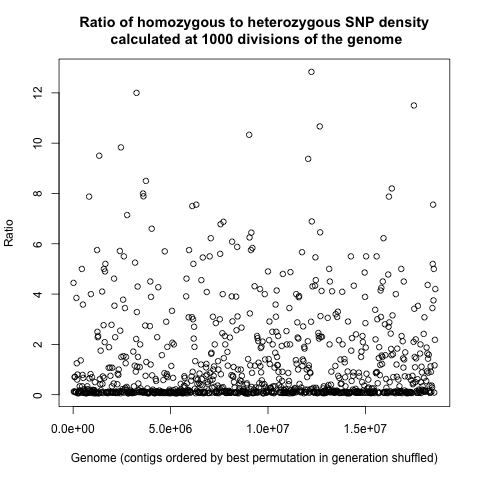 Ratio of homozygous to heterozygous SNP density
calculated at 1000 divisions of the genome
Ratio
12
10
8
6
4
2
0
0.0e+00 5.0e+06 1.0e+07 1.5e+07
Genome (contigs ordered by best permutation in generation shuffled)